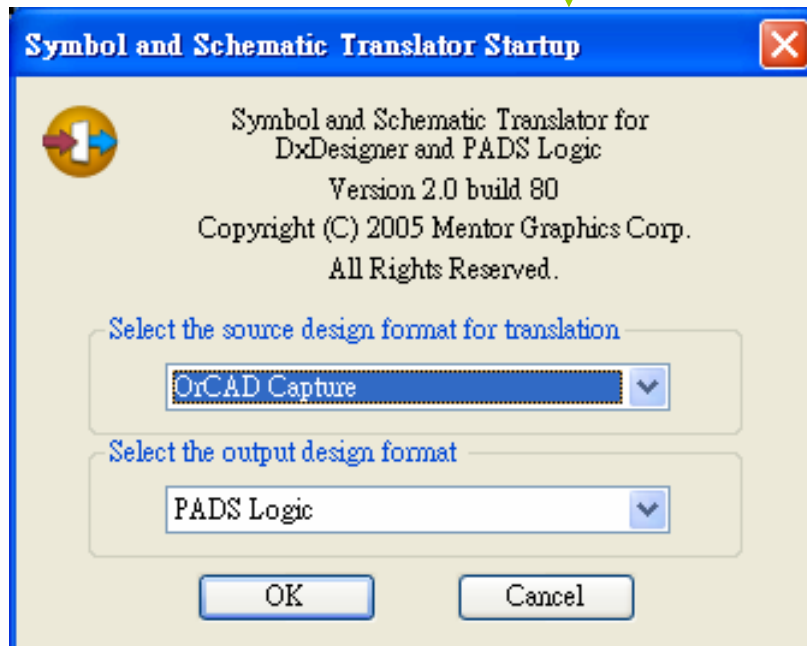 Symbol and Schematic Translator Startup
Symbol and Schematic Translator for
DxDesigner and PADS Logic
Version 2.0 build 80
Copyright (C) 2005 Mentor Graphics Corp.
All Rights Reserved.
Select the source design format for translation
OrCAD Capture
Select the output design format
PADS Logic
OK
Cancel